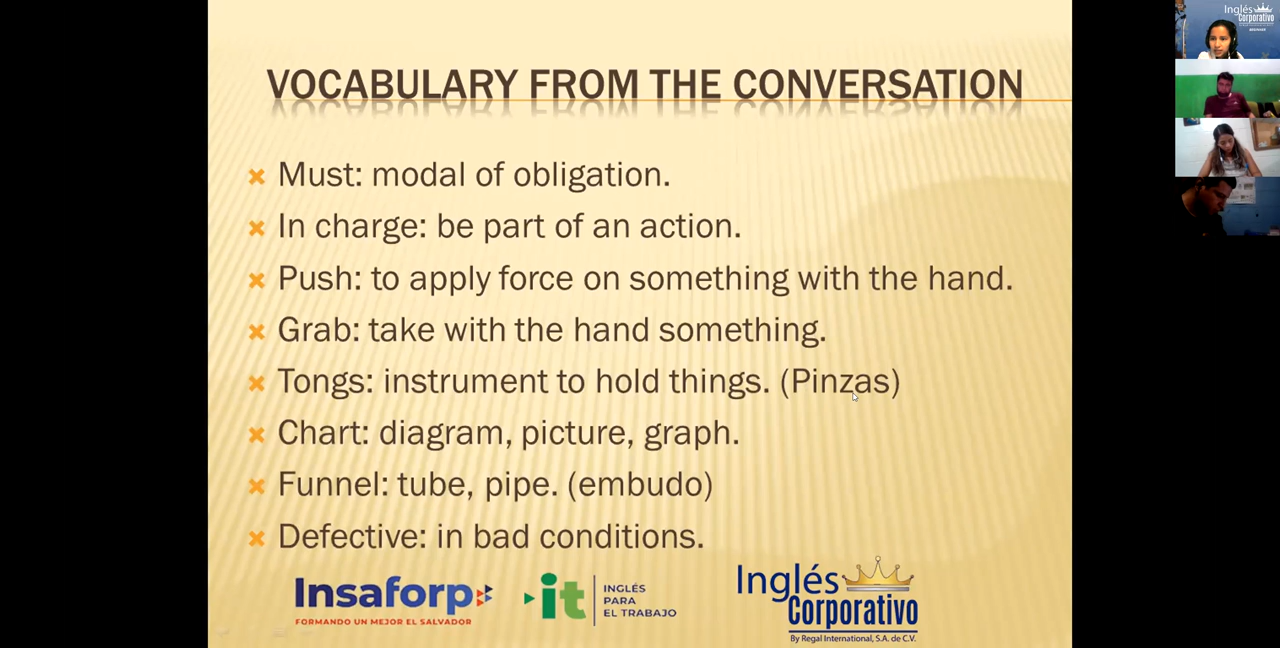 VOCABULARY FROM THE CONVERSATION
Must: modal of obligation.
In charge: be part of an action.
Push: to apply force on something with the hand.
Grab: take with the hand something.
Tongs: instrument to hold things. (Pinzas)
Chart: diagram, picture, graph.
Funnel: tube, pipe. (embudo)
Defective: in bad conditions.
Insaforp
FORMANDO UN MEJOR EL SALVADOR
it
INGLÉS
PARA
EL TRABAJO
Inglés
Corporativo
By Regal International, S.A. de C.V.
Inglés
Corporativo